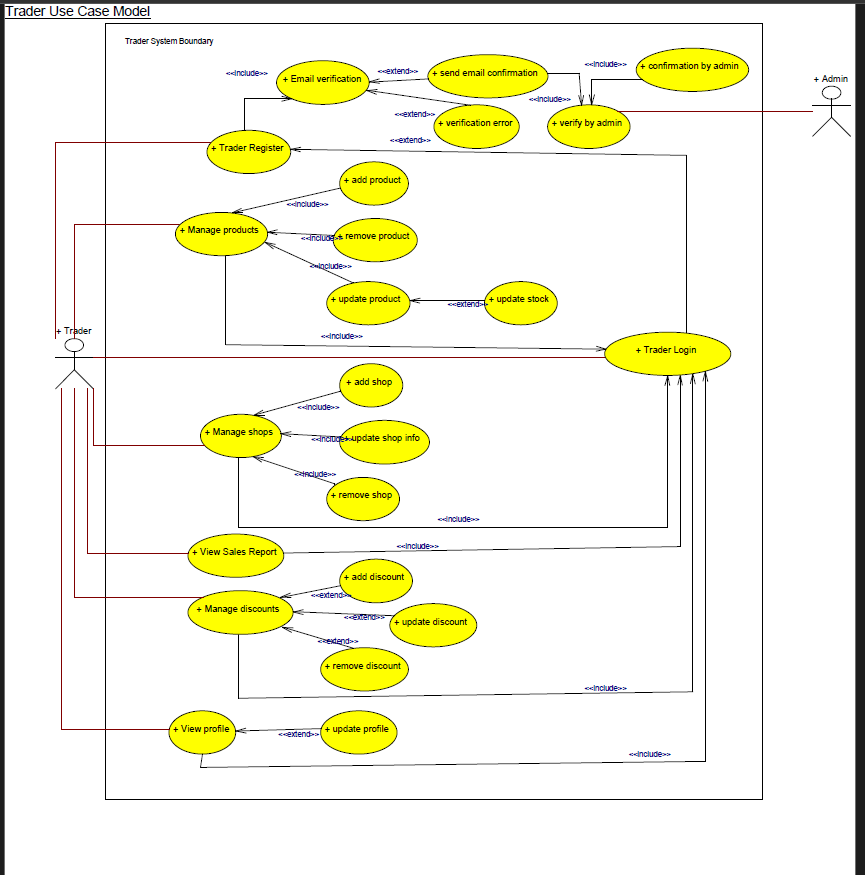 Trader Use Case Model
Trader System Boundary
<<include>>
+ Email verification
<<extend>>
+ send email confirmation
<<include>>
+ confirmation by admin
+ Admin
<<extend>>
+ verification error
<<include>>
+ verify by admin
<<extend>>
+ Trader Register
+ add product
<<include>>
+ Manage products
<<include>>
+ remove product
<<include>>
+ update product
<<extend>>
+ update stock
+ Trader
<<include>>
+ Trader Login
+ add shop
<<include>>
+ Manage shops
<<include>>
+ update shop info
<<include>>
+ remove shop
<<include>>
+ View Sales Report
<<include>>
+ add discount
<<extend>>
+ Manage discounts
<<extend>>
+ update discount
<<extend>>
+ remove discount
<<include>>
+ View profile
<<extend>>
+ update profile
<<include>>